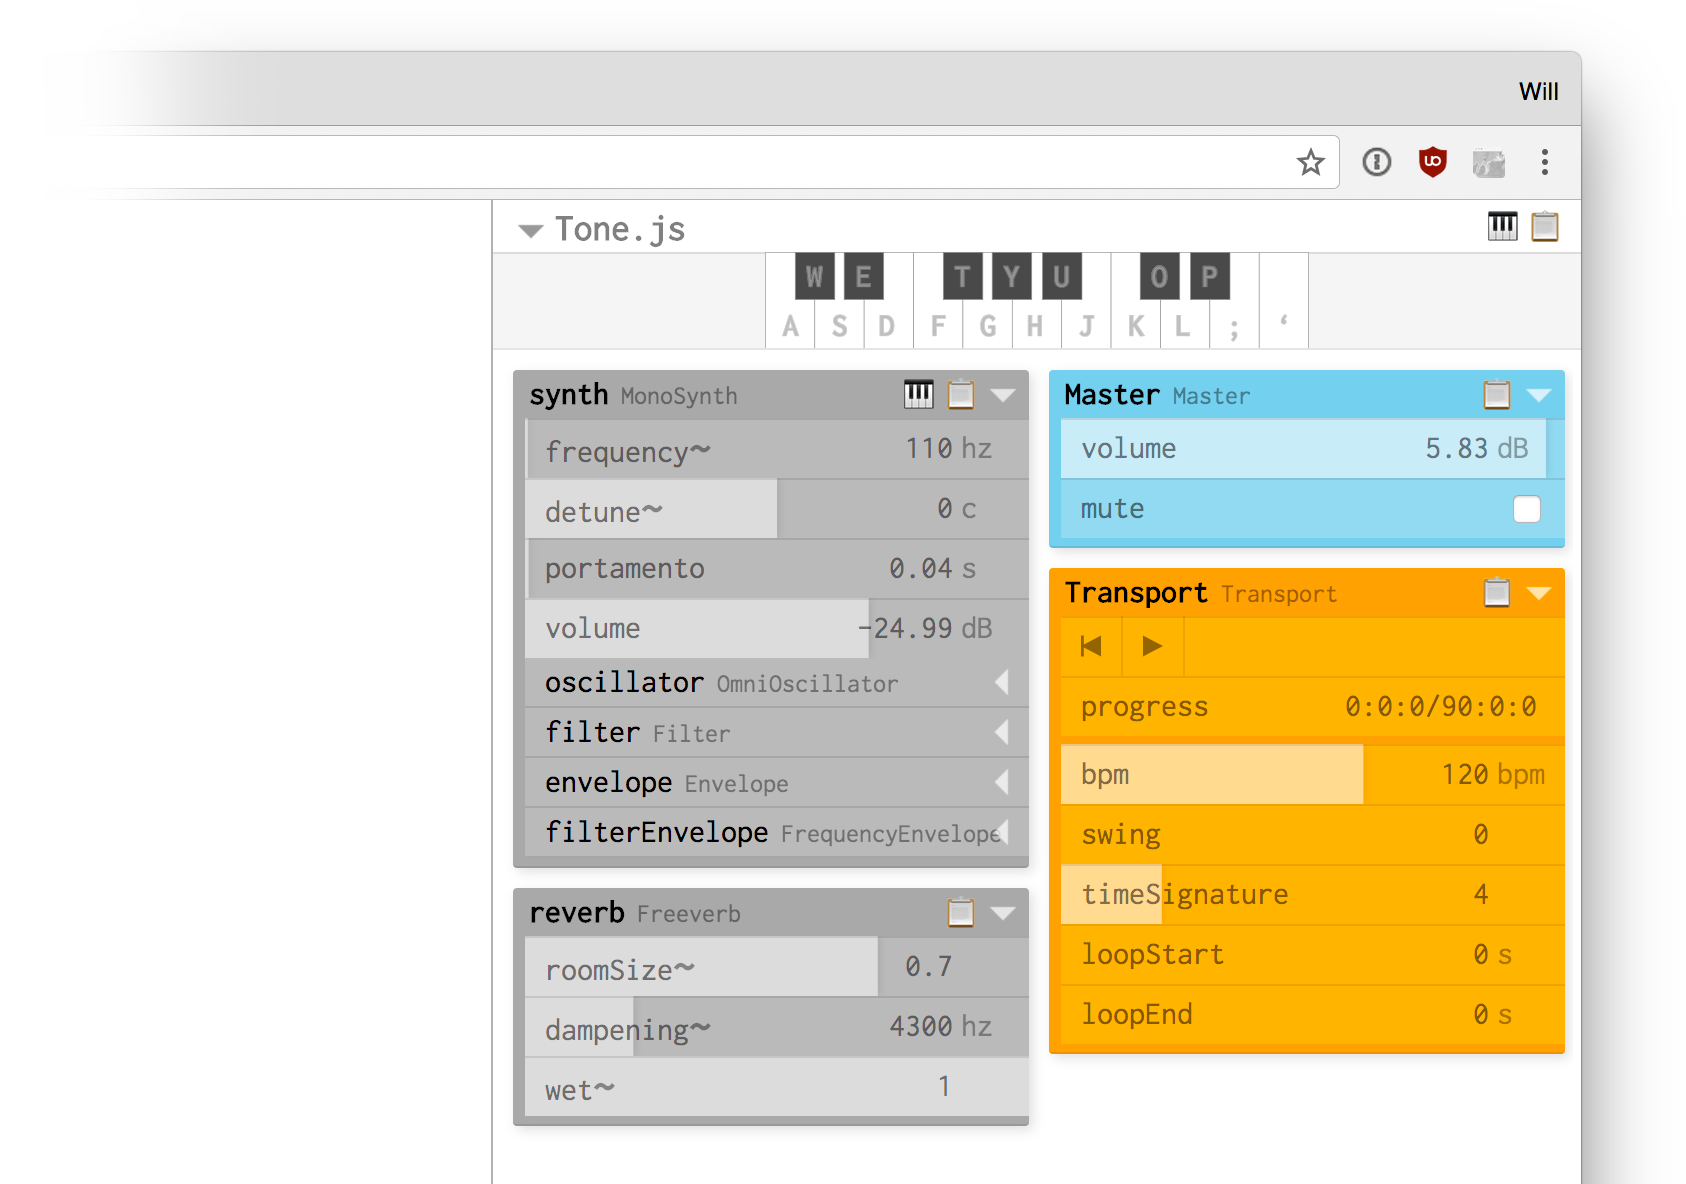 Will
Tone.js
W E T Y U O P
A S D F G H J K L ; ‘
synth MonoSynth
frequency~ 110 hz
detune~ 0 c
portamento 0.04 s
volume -24.99 dB
oscillator OmniOscillator
filter Filter
envelope Envelope
filterEnvelope FrequencyEnvelope
reverb Freeverb
roomSize~ 0.7
dampening~ 4300 hz
wet~ 1
Master Master
volume 5.83 dB
mute
Transport Transport
progress 0:0:0/90:0:0
bpm 120 bpm
swing 0
timeSignature 4
loopStart 0 s
loopEnd 0 s